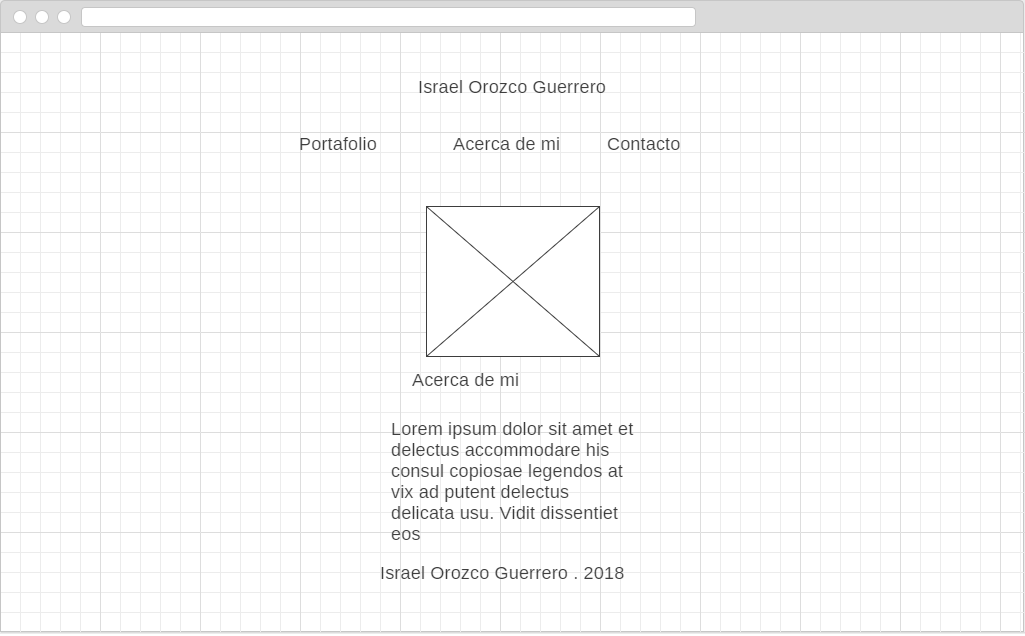 Israel Orozco Guerrero
Portafolio Acerca de mi Contacto
Acerca de mi
Lorem ipsum dolor sit amet et
delectus accommodare his
consul copiosae legendos at
vix ad putent delectus
delicata usu. Vidit dissentiet
eos
Israel Orozco Guerrero . 2018